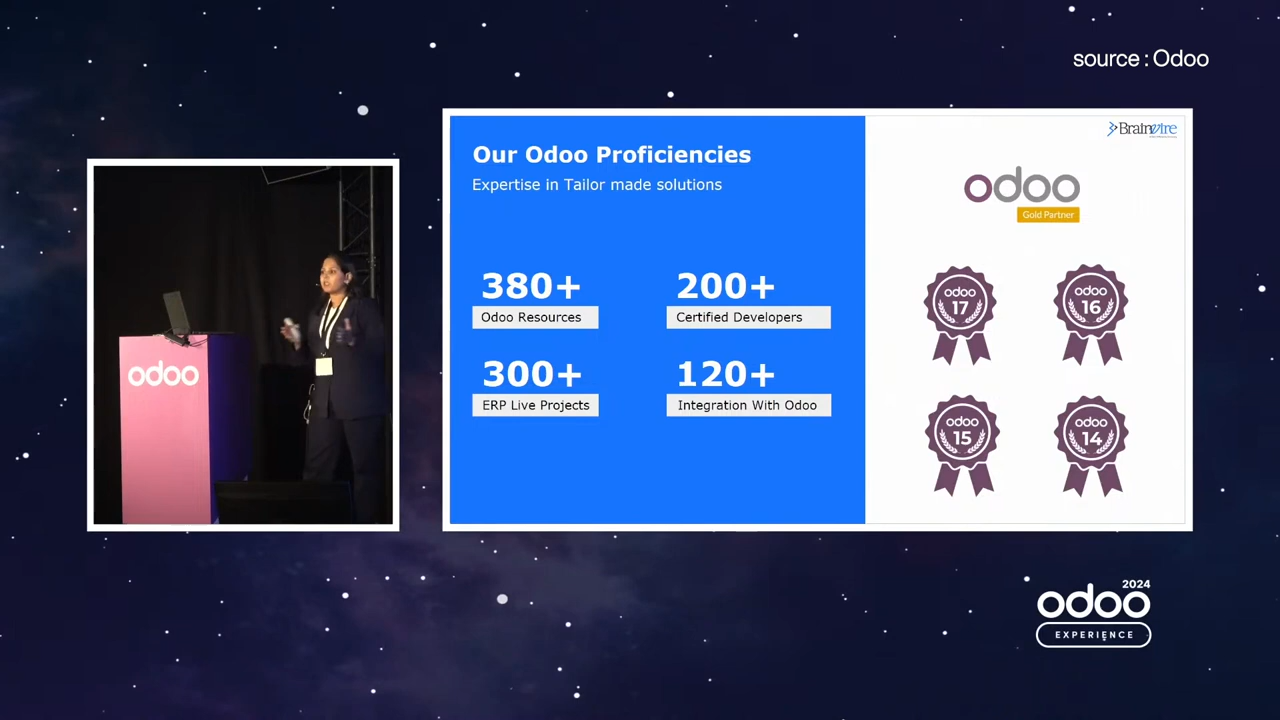 source : Odoo
odoo
Our Odoo Proficiencies
Expertise in Tailor made solutions
380+
Odoo Resources
200+
Certified Developers
300+
ERP Live Projects
120+
Integration With Odoo
Brainvire
odoo
Gold Partner
odoo
17
odoo
16
odoo
15
odoo
14
2024
odoo
EXPERIENCE